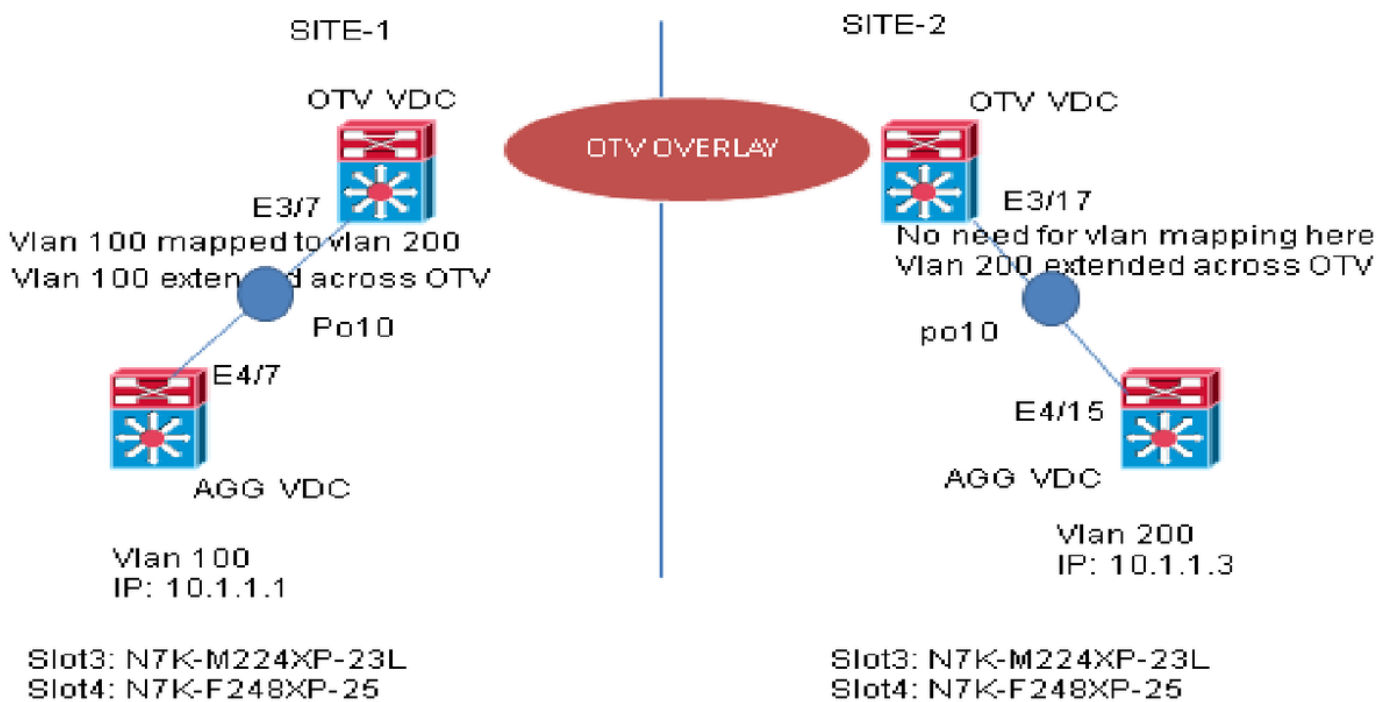 SITE-1
SITE-2
OTV VDC
OTV VDC
OTV OVERLAY
E3/7
E3/17
Vlan 100 mapped to vlan 200
Vlan 100 extended across OTV
No need for vlan mapping here
Vlan 200 extended across OTV
Po10
po10
E4/7
E4/15
AGG VDC
AGG VDC
Vlan 100
IP: 10.1.1.1
Vlan 200
IP: 10.1.1.3
Slot3: N7K-M224XP-23L
Slot4: N7K-F248XP-25
Slot3: N7K-M224XP-23L
Slot4: N7K-F248XP-25